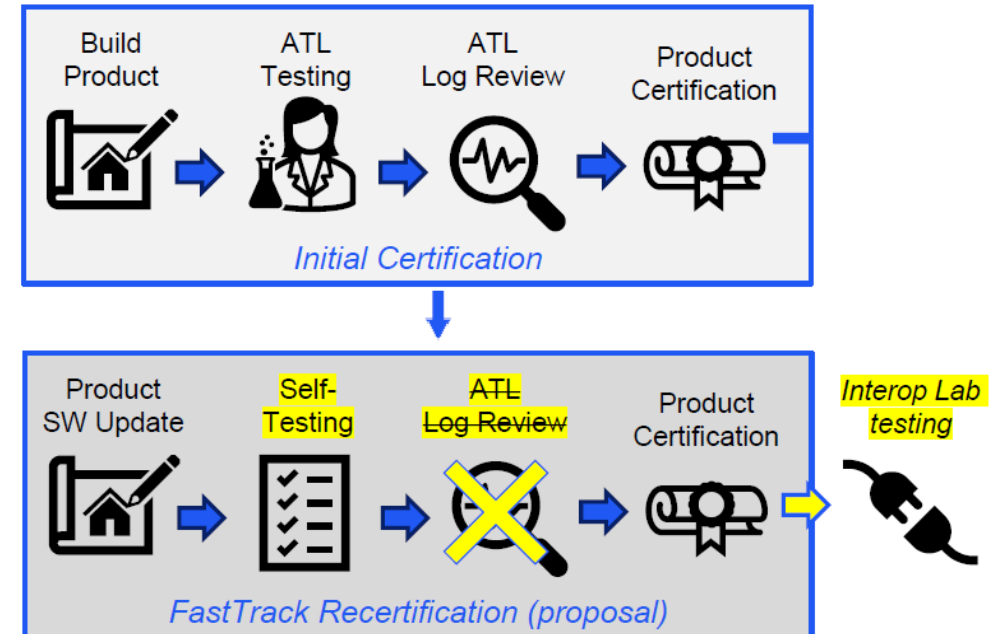 Build
Product
ATL
Testing
ATL
Log Review
Product
Certification
Initial Certification
Product
SW Update
Self-
Testing
ATL
Log Review
Product
Certification
Interop Lab
testing
FastTrack Recertification (proposal)